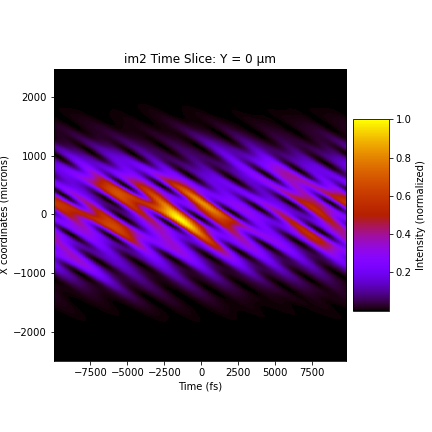 im2 Time Slice: Y = 0 μm
2000
1000
0
−1000
−2000
X coordinates (microns)
−7500 −5000 −2500 0 2500 5000 7500
Time (fs)
1.0
0.8
0.6
0.4
0.2
Intensity (normalized)